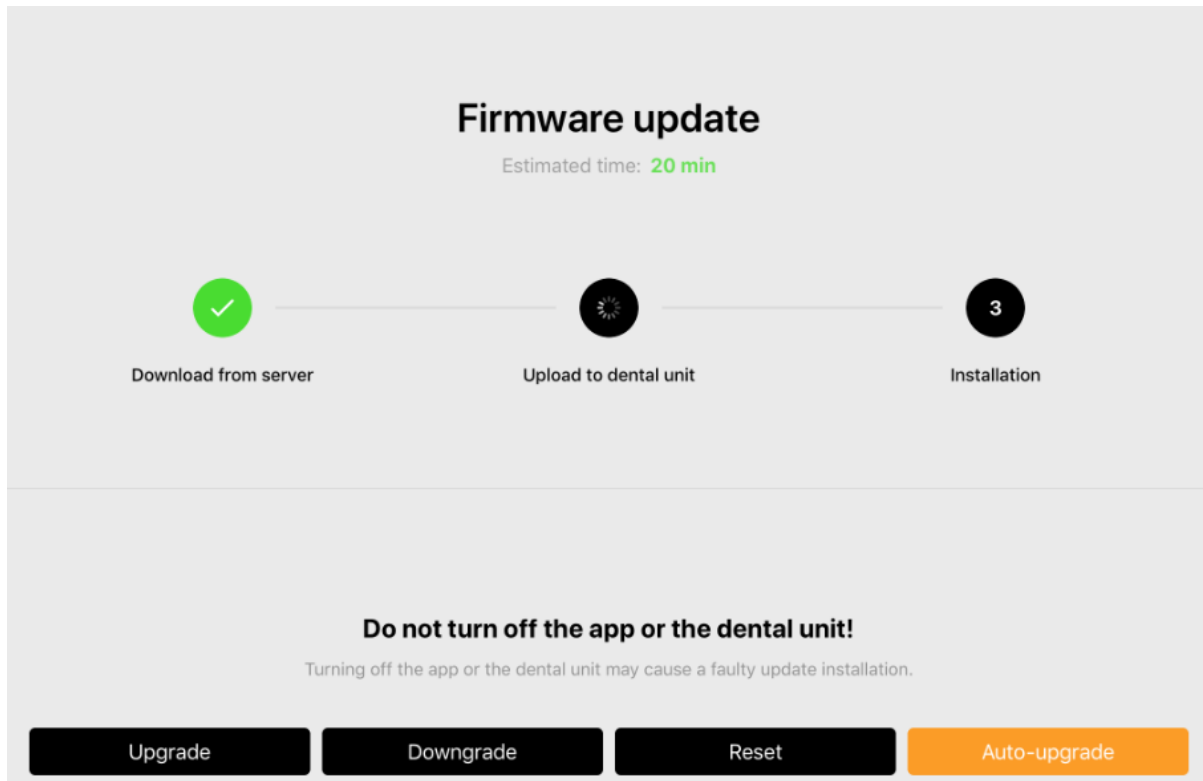 Firmware update
Estimated time: 20 min
3
Download from server
Upload to dental unit
Installation
Do not turn off the app or the dental unit!
Turning off the app or the dental unit may cause a faulty update installation.
Upgrade
Downgrade
Reset
Auto-upgrade